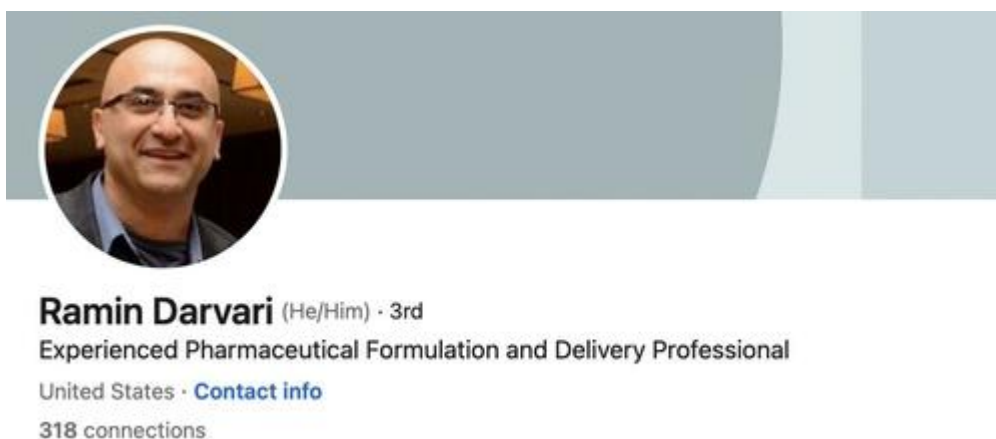 Ramin Darvari (He/Him) · 3rd
Experienced Pharmaceutical Formulation and Delivery Professional
United States · Contact info
318 connections